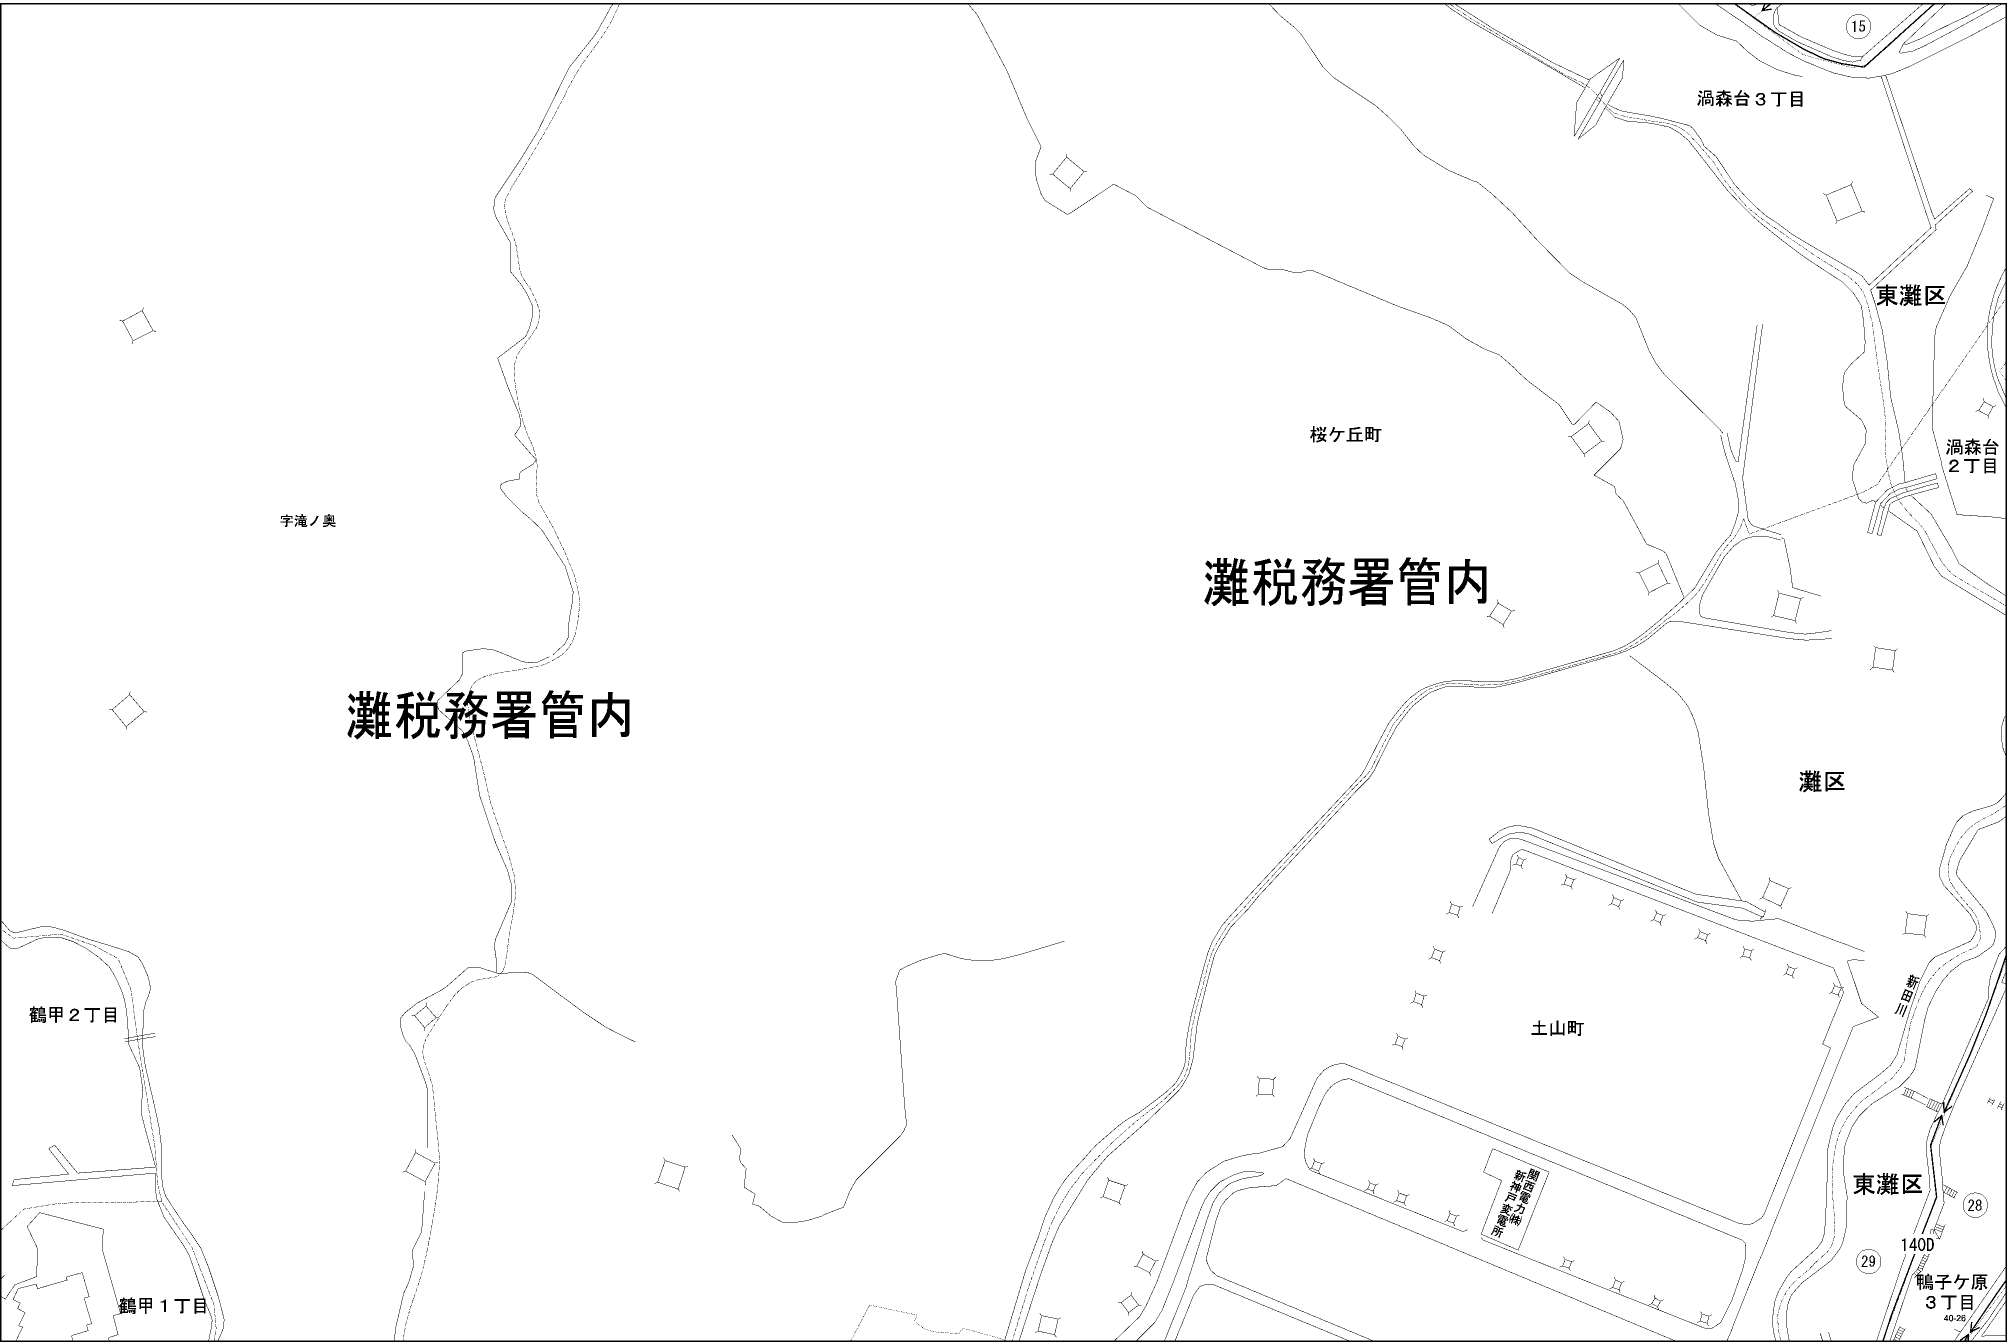 15
渦森台３丁目
東灘区
桜ケ丘町
渦森台
２丁目
字滝ノ奥
灘税務署管内
灘税務署管内
灘区
新田川
鶴甲２丁目
土山町
関西電力㈱
新神戸変電所
東灘区
28
140D
29
鴨子ケ原
３丁目
40-26
鶴甲１丁目